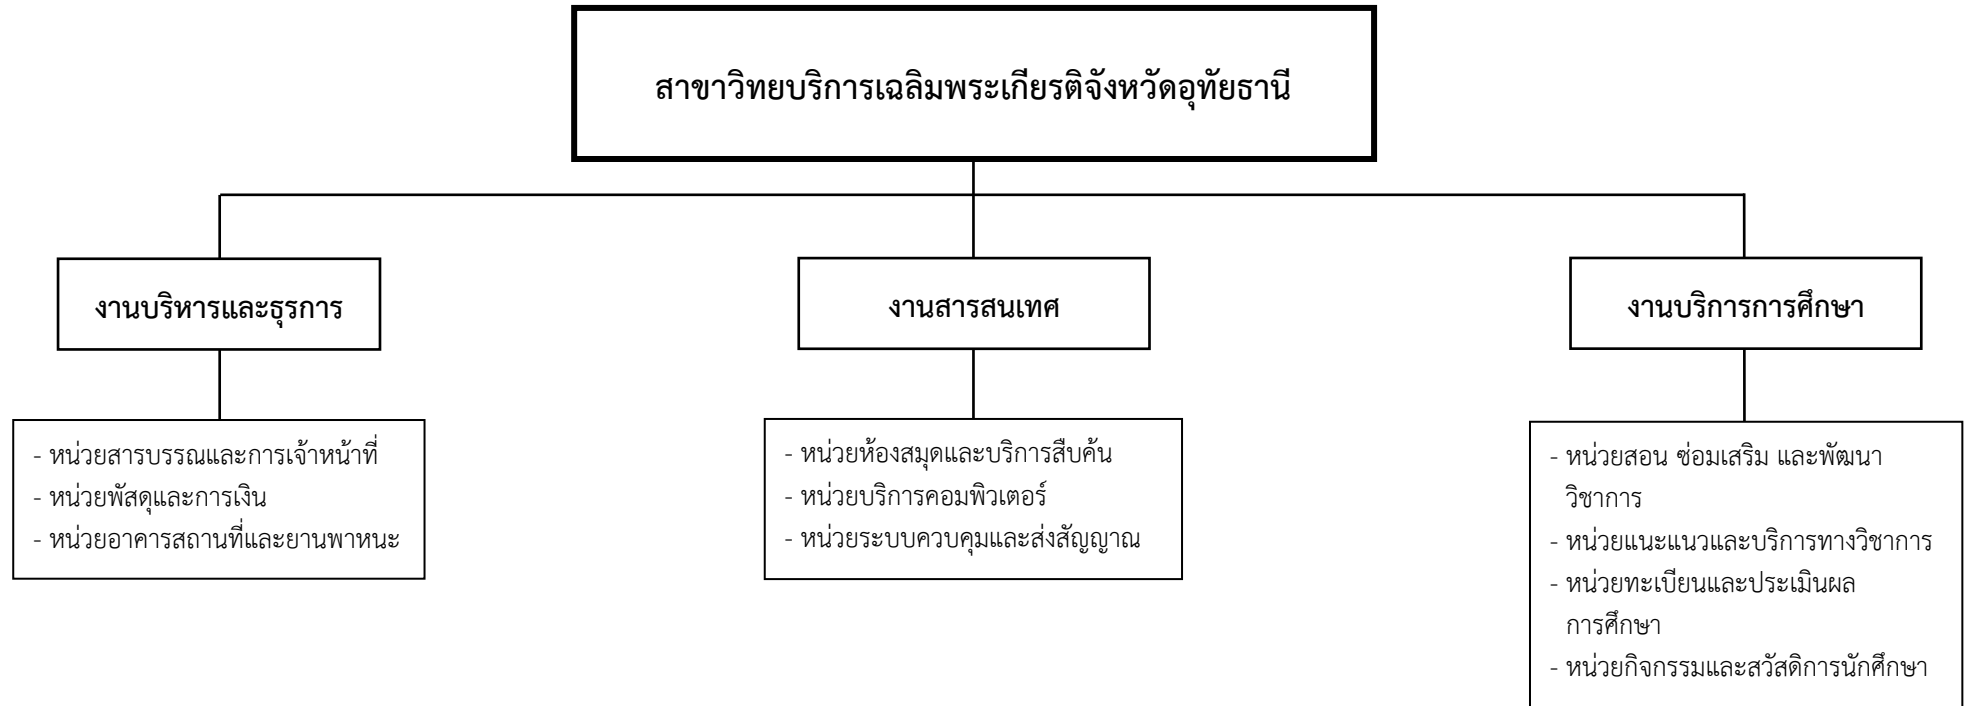 สาขาวิทยบริการเฉลิมพระเกียรติจังหวัดอุทัยธานี
งานบริหารและธุรการ
- หน่วยสารบรรณและการเจ้าหน้าที่
- หน่วยพัสดุและการเงิน
- หน่วยอาคารสถานที่และยานพาหนะ
งานสารสนเทศ
- หน่วยห้องสมุดและบริการสืบค้น
- หน่วยบริการคอมพิวเตอร์
- หน่วยระบบควบคุมและส่งสัญญาณ
งานบริการการศึกษา
- หน่วยสอน ซ่อมเสริม และพัฒนา
วิชาการ
- หน่วยแนะแนวและบริการทางวิชาการ
- หน่วยทะเบียนและประเมินผล
การศึกษา
- หน่วยกิจกรรมและสวัสดิการนักศึกษา